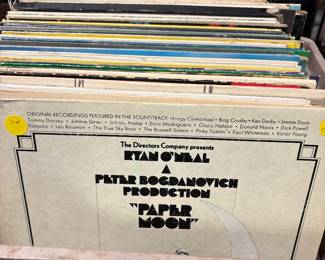 ORIGINAL RECORDINGS FEATURED IN THE SOUNDTRACK: Hoagy Carmichael • Bing Crosby • Ken Darby • Jimmie Davis
Tommy Dorsey • Jimmie Grier • Johnny Hamp • Enric Madriguera • Ozzie Nelson • Donald Novis • Dick Powell
Ramona • Leo Reisman • The Blue Sky Boys • The Boswell Sisters • Pinky Tomlin • Paul Whiteman • Victor Young
The Directors Company presents
RYAN O'NEAL
A
PETER BOGDANOVICH
PRODUCTION
"PAPER
MOON"